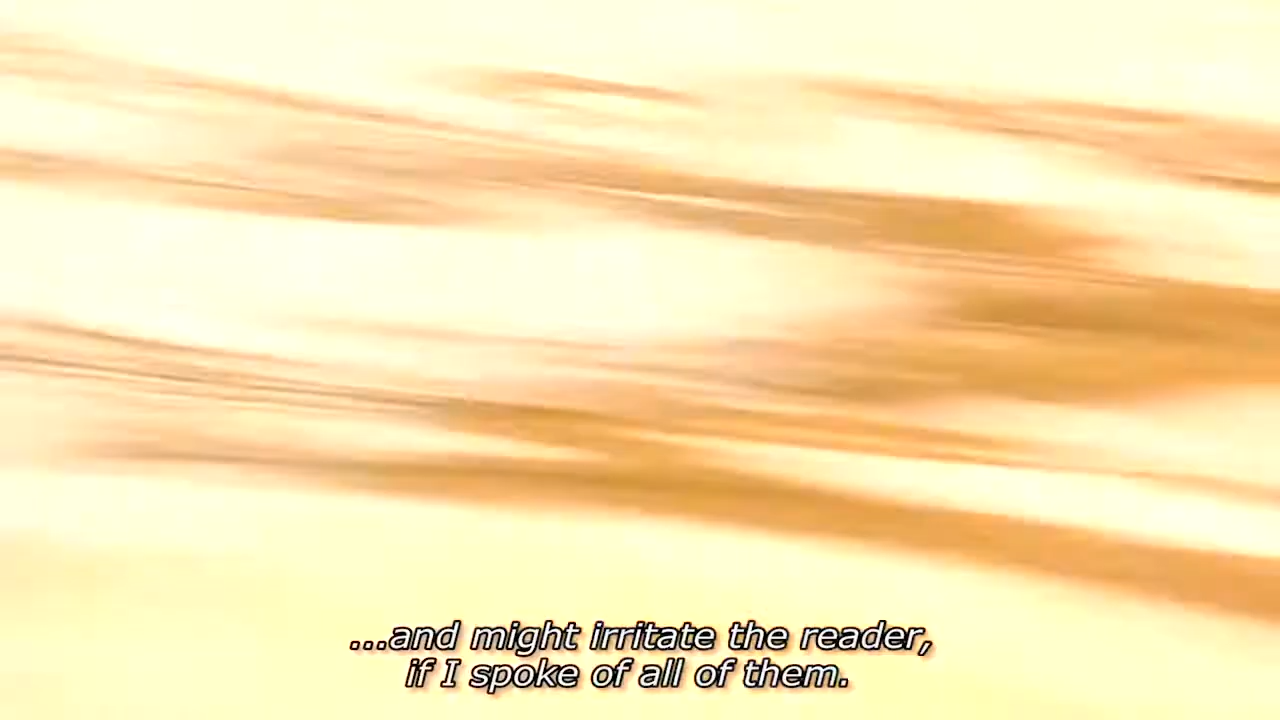 ...and might irritate the reader,
if I spoke of all of them.